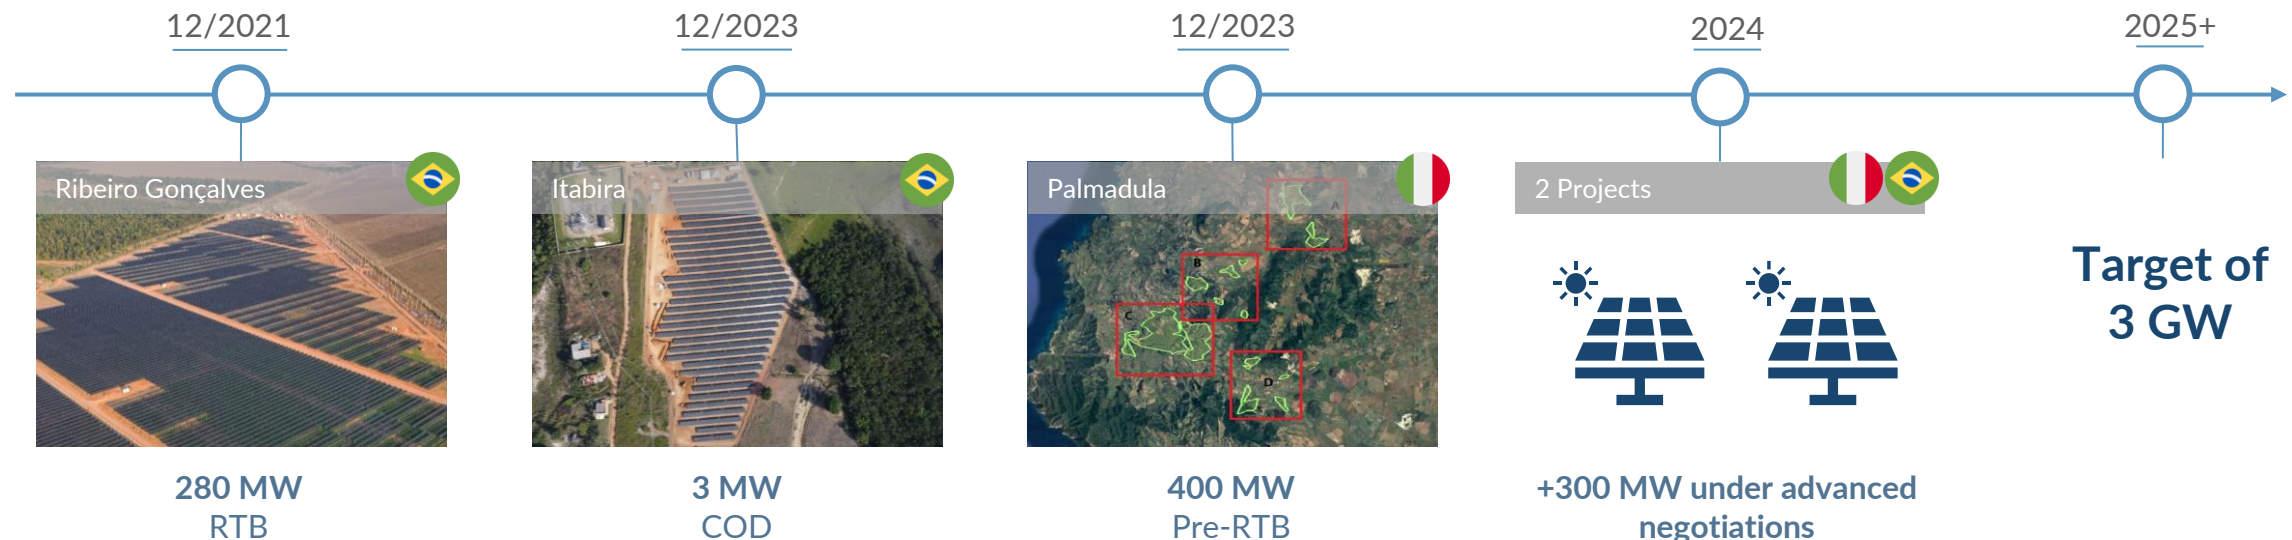 12/2021
12/2023
12/2023
2024
2025+
Ribeiro Gonçalves
Itabira
Palmadula
2 Projects
A
B
C
D
Target of
3 GW
280 MW
RTB
3 MW
COD
400 MW
Pre-RTB
+300 MW under advanced
negotiations